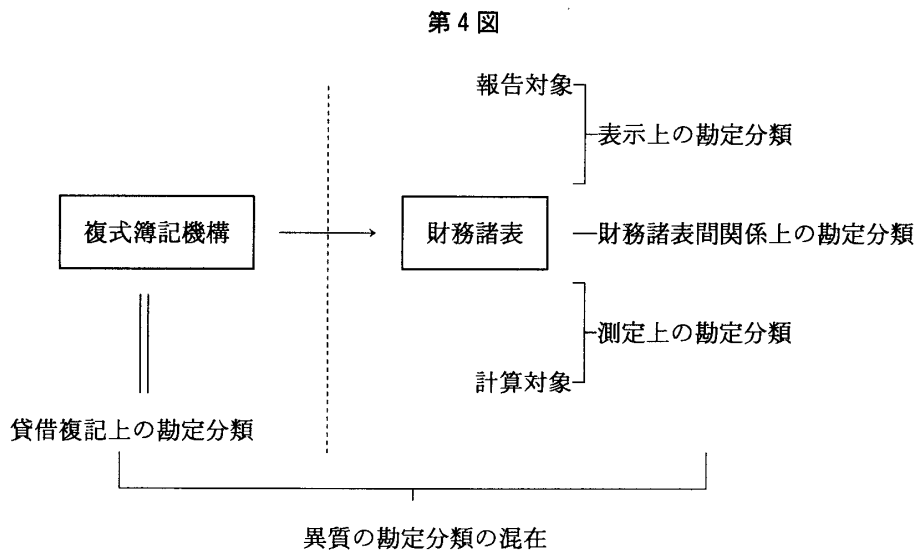 第4図
報告対象
表示上の勘定分類
複式簿記機構
財務諸表
財務諸表間関係上の勘定分類
測定上の勘定分類
計算対象
貸借複記上の勘定分類
異質の勘定分類の混在